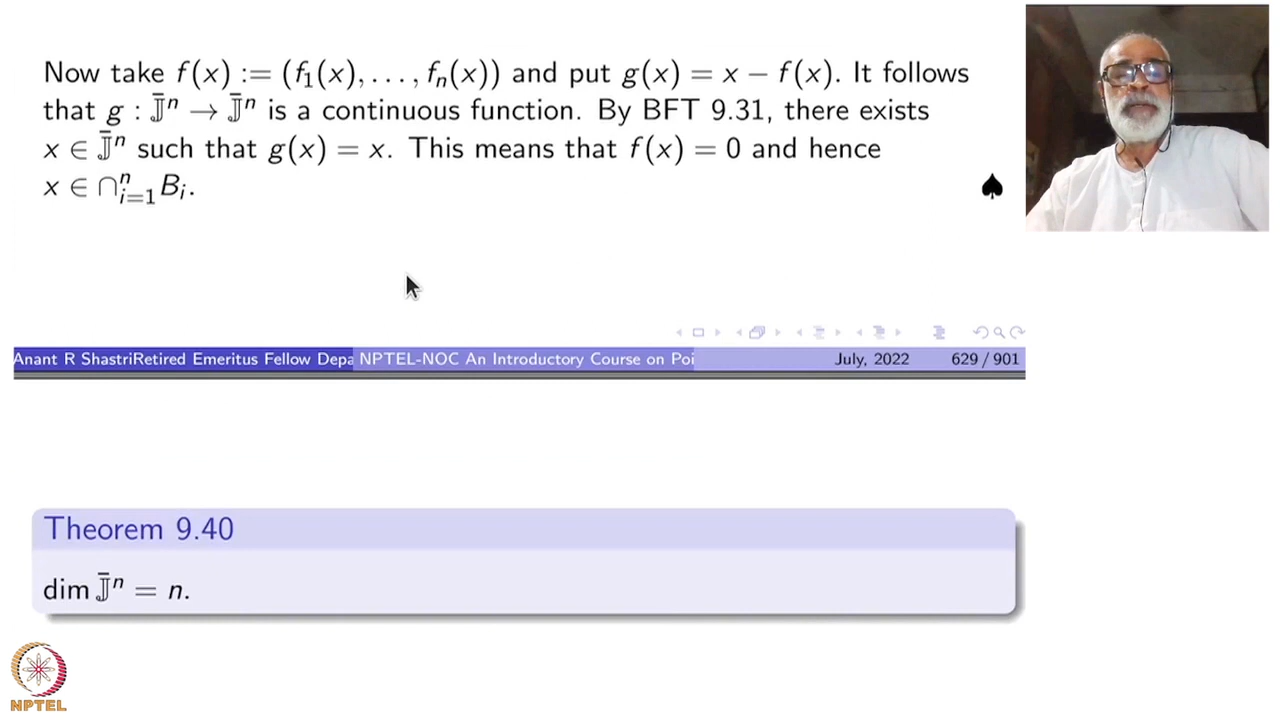 Now take f(x) := (f₁(x), . . . , fₙ(x)) and put g(x) = x − f(x). It follows
that g : 𝕁̄ⁿ → 𝕁̄ⁿ is a continuous function. By BFT 9.31, there exists
x ∈ 𝕁̄ⁿ such that g(x) = x. This means that f(x) = 0 and hence
x ∈ ∩ⁿᵢ₌₁ Bᵢ. ♠
Anant R ShastriRetired Emeritus Fellow Depa NPTEL-NOC An Introductory Course on Poi July, 2022 629 / 901
Theorem 9.40
dim 𝕁̄ⁿ = n.
NPTEL